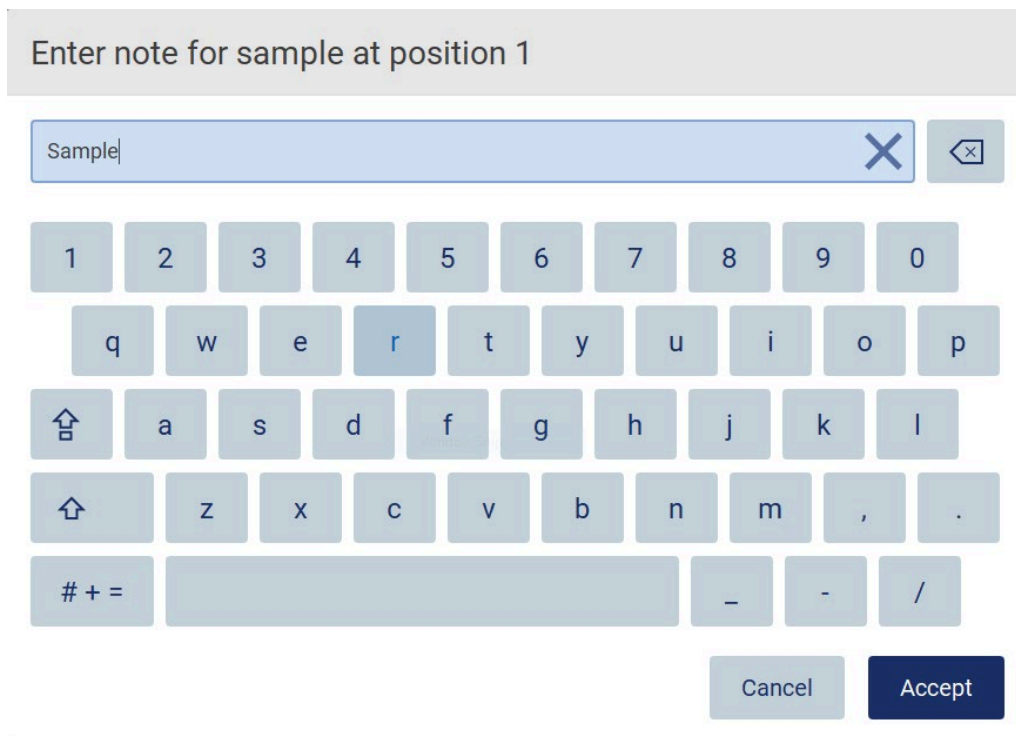 Enter note for sample at position 1
Sample
1 2 3 4 5 6 7 8 9 0
q w e r t y u i o p
a s d f g h j k l
z x c v b n m , .
# + = _ - /
Cancel Accept